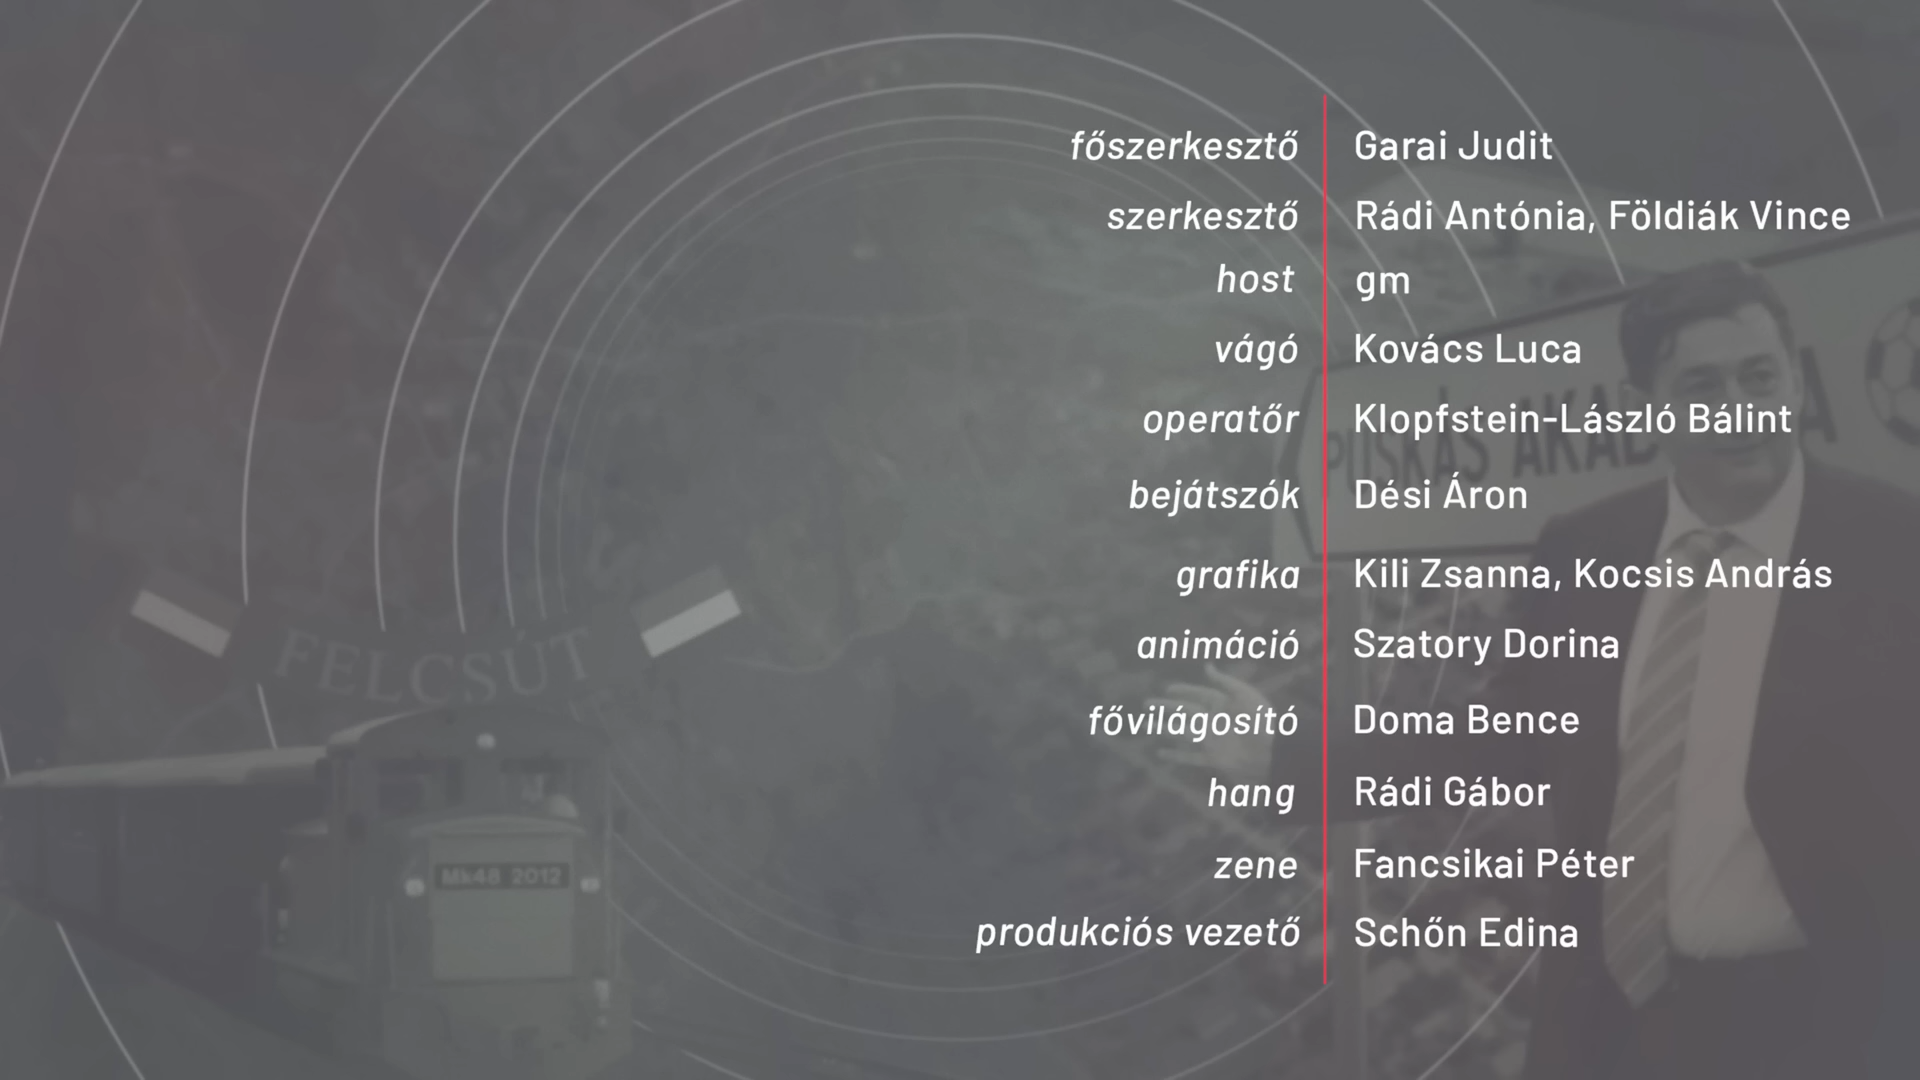 főszerkesztő Garai Judit
szerkesztő Rádi Antónia, Földiák Vince
host gm
vágó Kovács Luca
operatőr Klopfstein-László Bálint
bejátszók Dési Áron
grafika Kili Zsanna, Kocsis András
animáció Szatory Dorina
fővilágosító Doma Bence
hang Rádi Gábor
zene Fancsikai Péter
produkciós vezető Schőn Edina
PUSKÁS AKADÉMIA
FELCSÚT
Mk48 2012